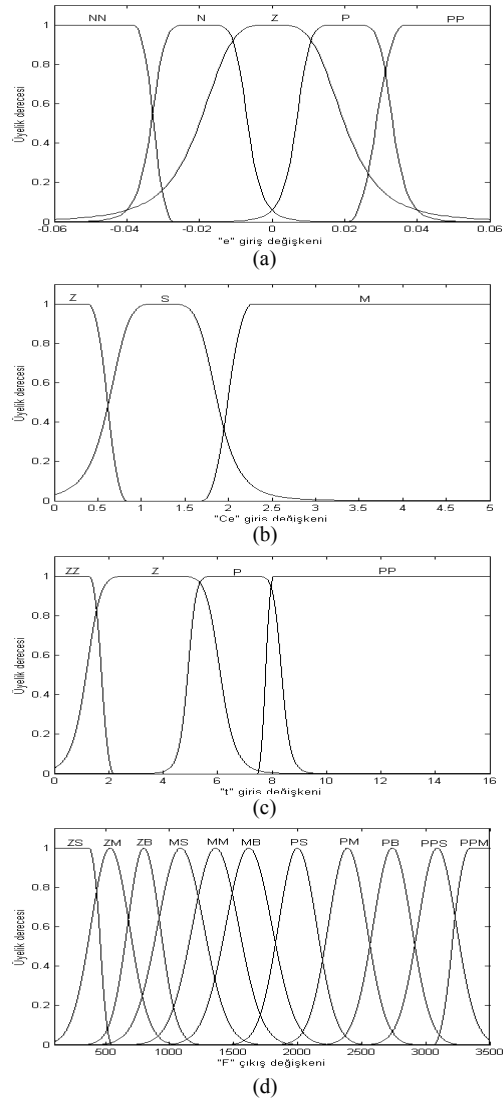 NN N Z P PP
1
0.8
0.6
0.4
0.2
0
Üyelik derecesi
-0.06 -0.04 -0.02 0 0.02 0.04 0.06
"e" giriş değişkeni
(a)
Z S M
1
0.8
0.6
0.4
0.2
0
Üyelik derecesi
0 0.5 1 1.5 2 2.5 3 3.5 4 4.5 5
"Ce" giriş değişkeni
(b)
ZZ Z P PP
1
0.8
0.6
0.4
0.2
0
Üyelik derecesi
0 2 4 6 8 10 12 14 16
"t" giriş değişkeni
(c)
ZS ZM ZB MS MM MB PS PM PB PPS PPM
1
0.8
0.6
0.4
0.2
0
Üyelik derecesi
500 1000 1500 2000 2500 3000 3500
"F" çıkış değişkeni
(d)